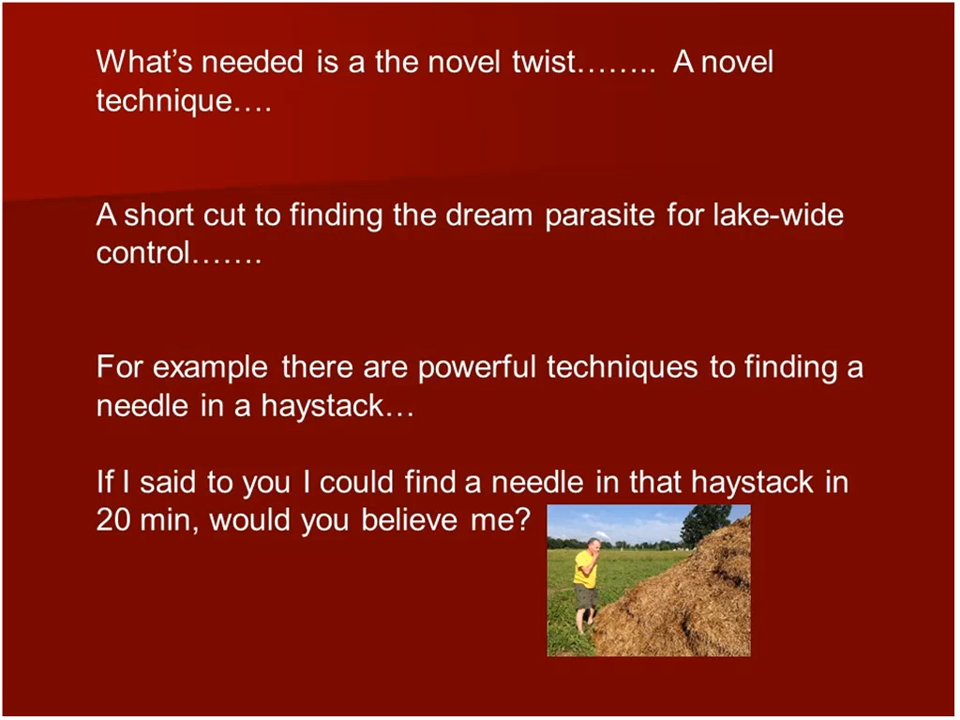 What’s needed is a the novel twist…….. A novel
technique….
A short cut to finding the dream parasite for lake-wide
control…….
For example there are powerful techniques to finding a
needle in a haystack…
If I said to you I could find a needle in that haystack in
20 min, would you believe me?